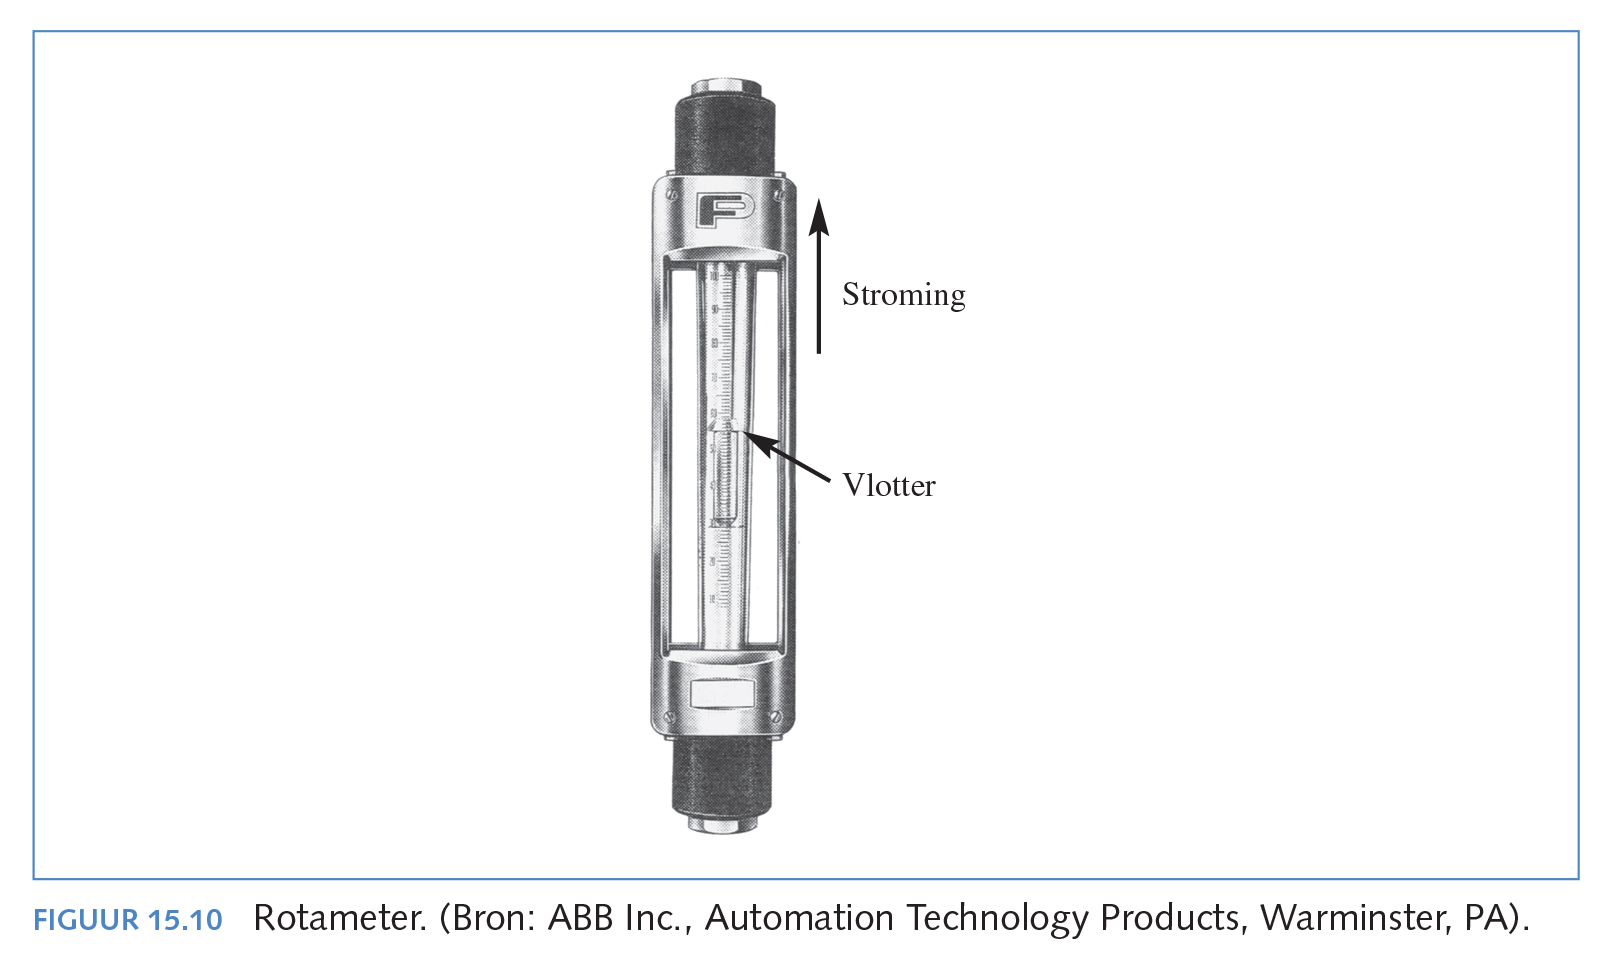 Stroming
Vlotter
FIGUUR 15.10 Rotameter. (Bron: ABB Inc., Automation Technology Products, Warminster, PA).